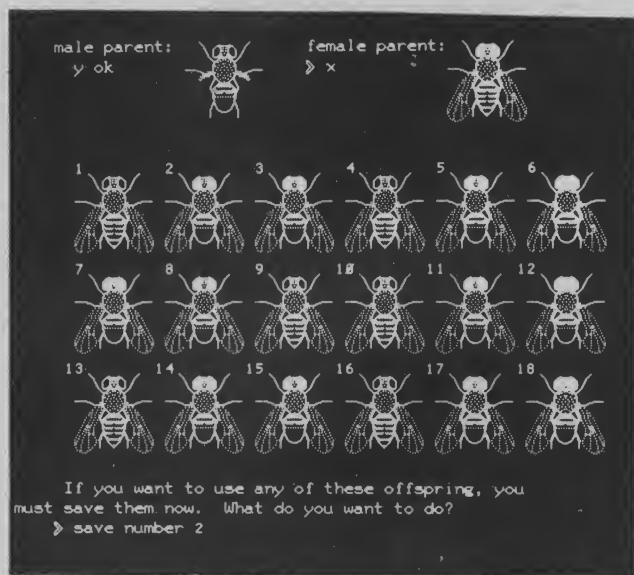 male parent: female parent:
y ok > x
1 2 3 4 5 6
7 8 9 10 11 12
13 14 15 16 17 18
If you want to use any of these offspring, you
must save them now. What do you want to do?
> save number 2